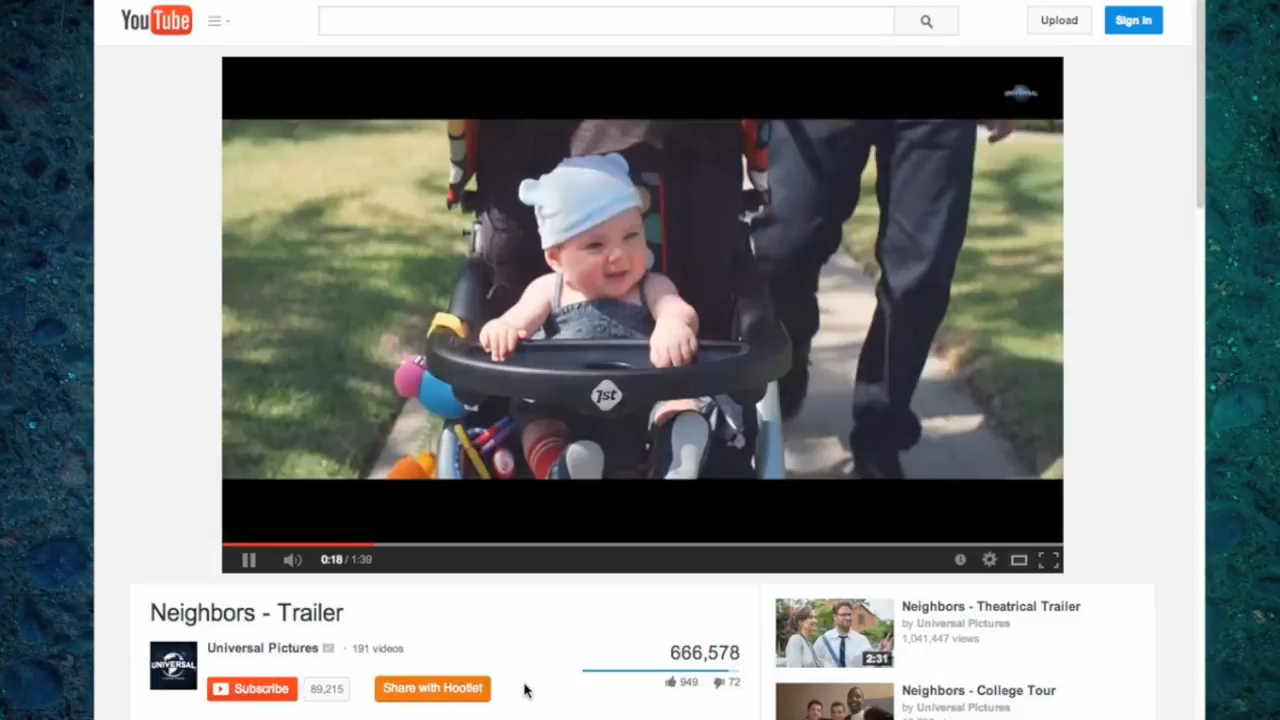 YouTube
Upload
Sign in
UNIVERSAL
1st
0:18 / 1:39
Neighbors - Trailer
UNIVERSAL
Universal Pictures
· 191 videos
Subscribe
89,215
Share with Hootlet
666,578
949
72
2:31
Neighbors - Theatrical Trailer
by Universal Pictures
1,041,447 views
Neighbors - College Tour
by Universal Pictures